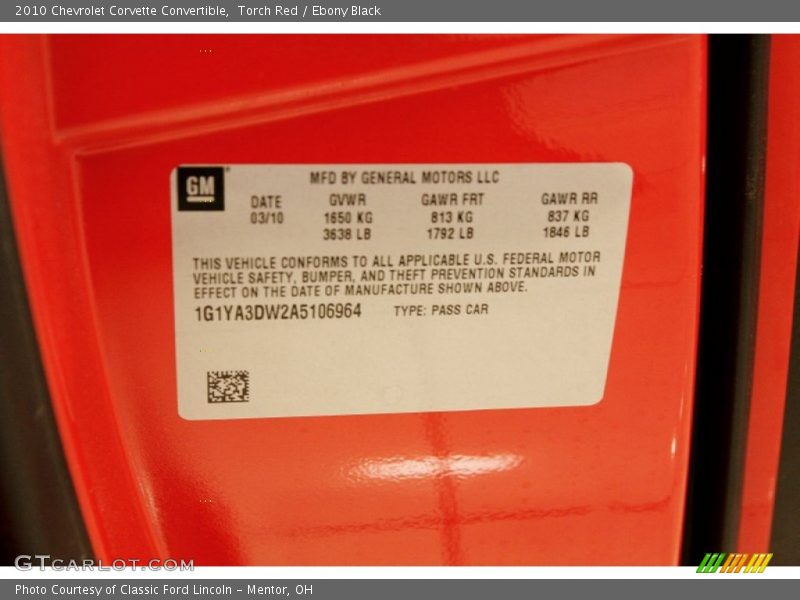 2010 Chevrolet Corvette Convertible,  Torch Red / Ebony Black
GM
MFD BY GENERAL MOTORS LLC
DATE GVWR GAWR FRT GAWR RR
03/10 1650 KG 813 KG 837 KG
3638 LB 1792 LB 1846 LB
THIS VEHICLE CONFORMS TO ALL APPLICABLE U.S. FEDERAL MOTOR
VEHICLE SAFETY, BUMPER, AND THEFT PREVENTION STANDARDS IN
EFFECT ON THE DATE OF MANUFACTURE SHOWN ABOVE.
1G1YA3DW2A5106964 TYPE: PASS CAR
GTCARLOT.COM
Photo Courtesy of Classic Ford Lincoln - Mentor, OH